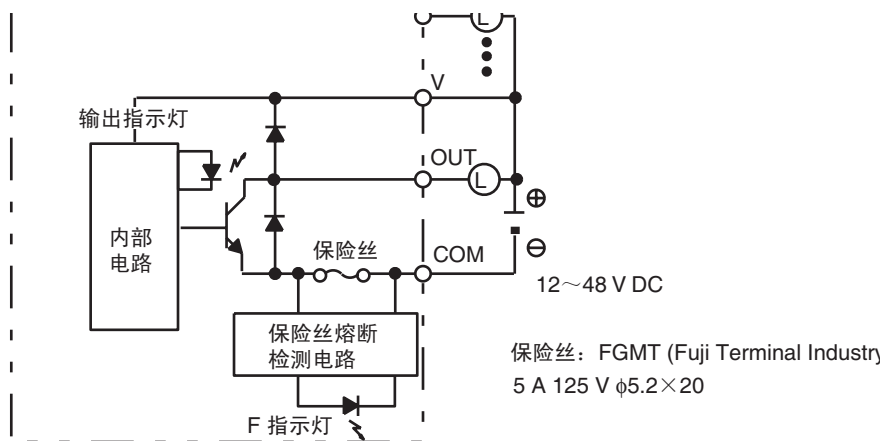 L
V
输出指示灯
OUT
L
内部
电路
保险丝
COM
12～48 V DC
保险丝熔断
检测电路
保险丝：FGMT (Fuji Terminal Industry
5 A 125 V ϕ5.2×20
F 指示灯